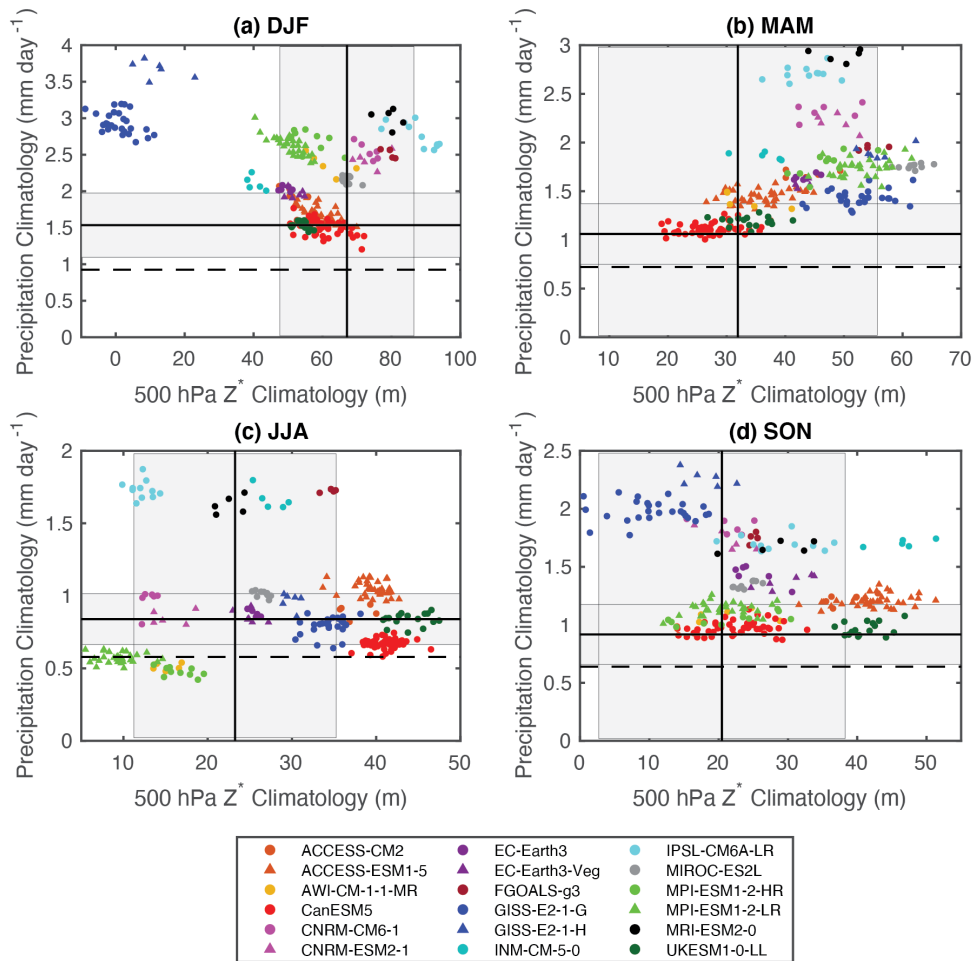 (a) DJF
Precipitation Climatology (mm day⁻¹)
4
3.5
3
2.5
2
1.5
1
0.5
0
0 20 40 60 80 100
500 hPa Z* Climatology (m)
(b) MAM
Precipitation Climatology (mm day⁻¹)
3
2.5
2
1.5
1
0.5
0
10 20 30 40 50 60 70
500 hPa Z* Climatology (m)
(c) JJA
Precipitation Climatology (mm day⁻¹)
2
1.5
1
0.5
0
10 20 30 40 50
500 hPa Z* Climatology (m)
(d) SON
Precipitation Climatology (mm day⁻¹)
2.5
2
1.5
1
0.5
0
0 10 20 30 40 50
500 hPa Z* Climatology (m)
ACCESS-CM2
ACCESS-ESM1-5
AWI-CM-1-1-MR
CanESM5
CNRM-CM6-1
CNRM-ESM2-1
EC-Earth3
EC-Earth3-Veg
FGOALS-g3
GISS-E2-1-G
GISS-E2-1-H
INM-CM-5-0
IPSL-CM6A-LR
MIROC-ES2L
MPI-ESM1-2-HR
MPI-ESM1-2-LR
MRI-ESM2-0
UKESM1-0-LL